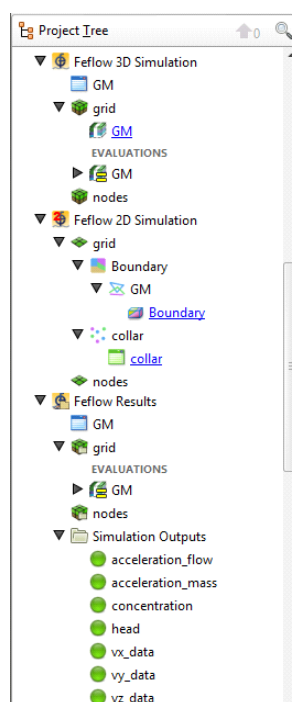 Project Tree
0
Feflow 3D Simulation
GM
grid
GM
EVALUATIONS
GM
nodes
Feflow 2D Simulation
grid
Boundary
GM
Boundary
collar
collar
nodes
Feflow Results
GM
grid
EVALUATIONS
GM
nodes
Simulation Outputs
acceleration_flow
acceleration_mass
concentration
head
vx_data
vy_data
vz_data